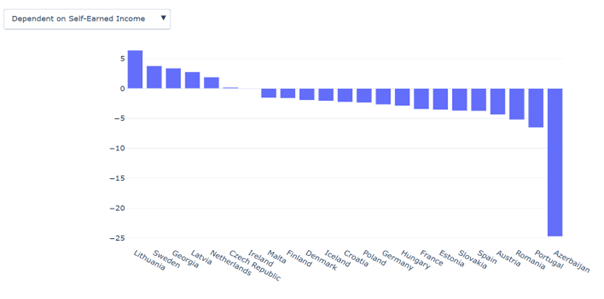 Dependent on Self-Earned Income ▼
5
0
−5
−10
−15
−20
−25
Lithuania
Sweden
Georgia
Latvia
Netherlands
Czech Republic
Ireland
Malta
Finland
Denmark
Iceland
Croatia
Poland
Germany
Hungary
France
Estonia
Slovakia
Spain
Austria
Romania
Portugal
Azerbaijan